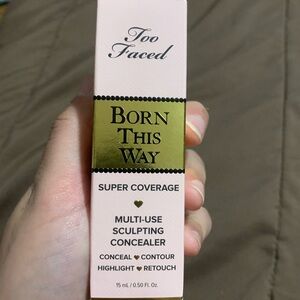 Too
Faced
BORN
THIS
WAY
SUPER COVERAGE
MULTI-USE
SCULPTING
CONCEALER
CONCEAL ♥ CONTOUR
HIGHLIGHT ♥ RETOUCH
15 mL / 0.50 Fl. Oz.